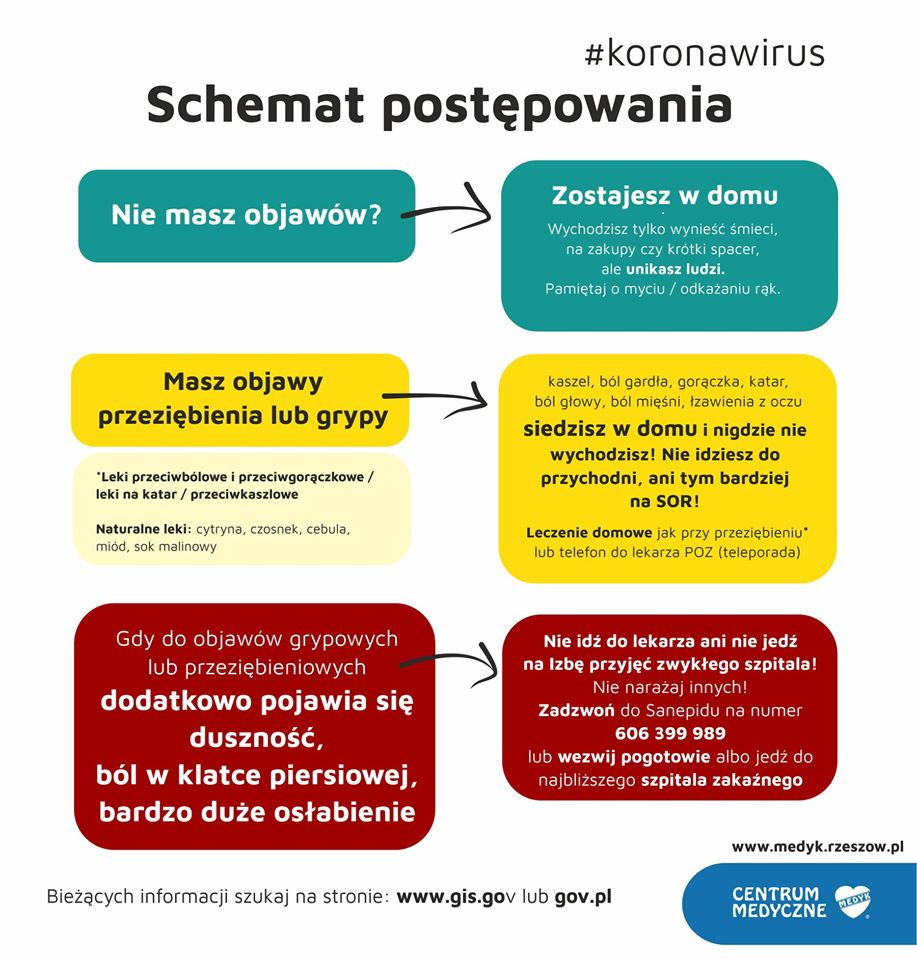 #koronawirus
Schemat postępowania
Nie masz objawów?
Zostajesz w domu
Wychodzisz tylko wynieść śmieci,
na zakupy czy krótki spacer,
ale unikasz ludzi.
Pamiętaj o myciu / odkażaniu rąk.
Masz objawy
przeziębienia lub grypy
*Leki przeciwbólowe i przeciwgorączkowe /
leki na katar / przeciwkaszlowe
Naturalne leki: cytryna, czosnek, cebula,
miód, sok malinowy
kaszel, ból gardła, gorączka, katar,
ból głowy, ból mięśni, łzawienia z oczu
siedzisz w domu i nigdzie nie
wychodzisz! Nie idziesz do
przychodni, ani tym bardziej
na SOR!
Leczenie domowe jak przy przeziębieniu*
lub telefon do lekarza POZ (teleporada)
Gdy do objawów grypowych
lub przeziębieniowych
dodatkowo pojawia się
duszność,
ból w klatce piersiowej,
bardzo duże osłabienie
Nie idź do lekarza ani nie jedź
na Izbę przyjęć zwykłego szpitala!
Nie narażaj innych!
Zadzwoń do Sanepidu na numer
606 399 989
lub wezwij pogotowie albo jedź do
najbliższego szpitala zakaźnego
www.medyk.rzeszow.pl
Bieżących informacji szukaj na stronie: www.gis.gov lub gov.pl
CENTRUM
MEDYCZNE
MEDYK